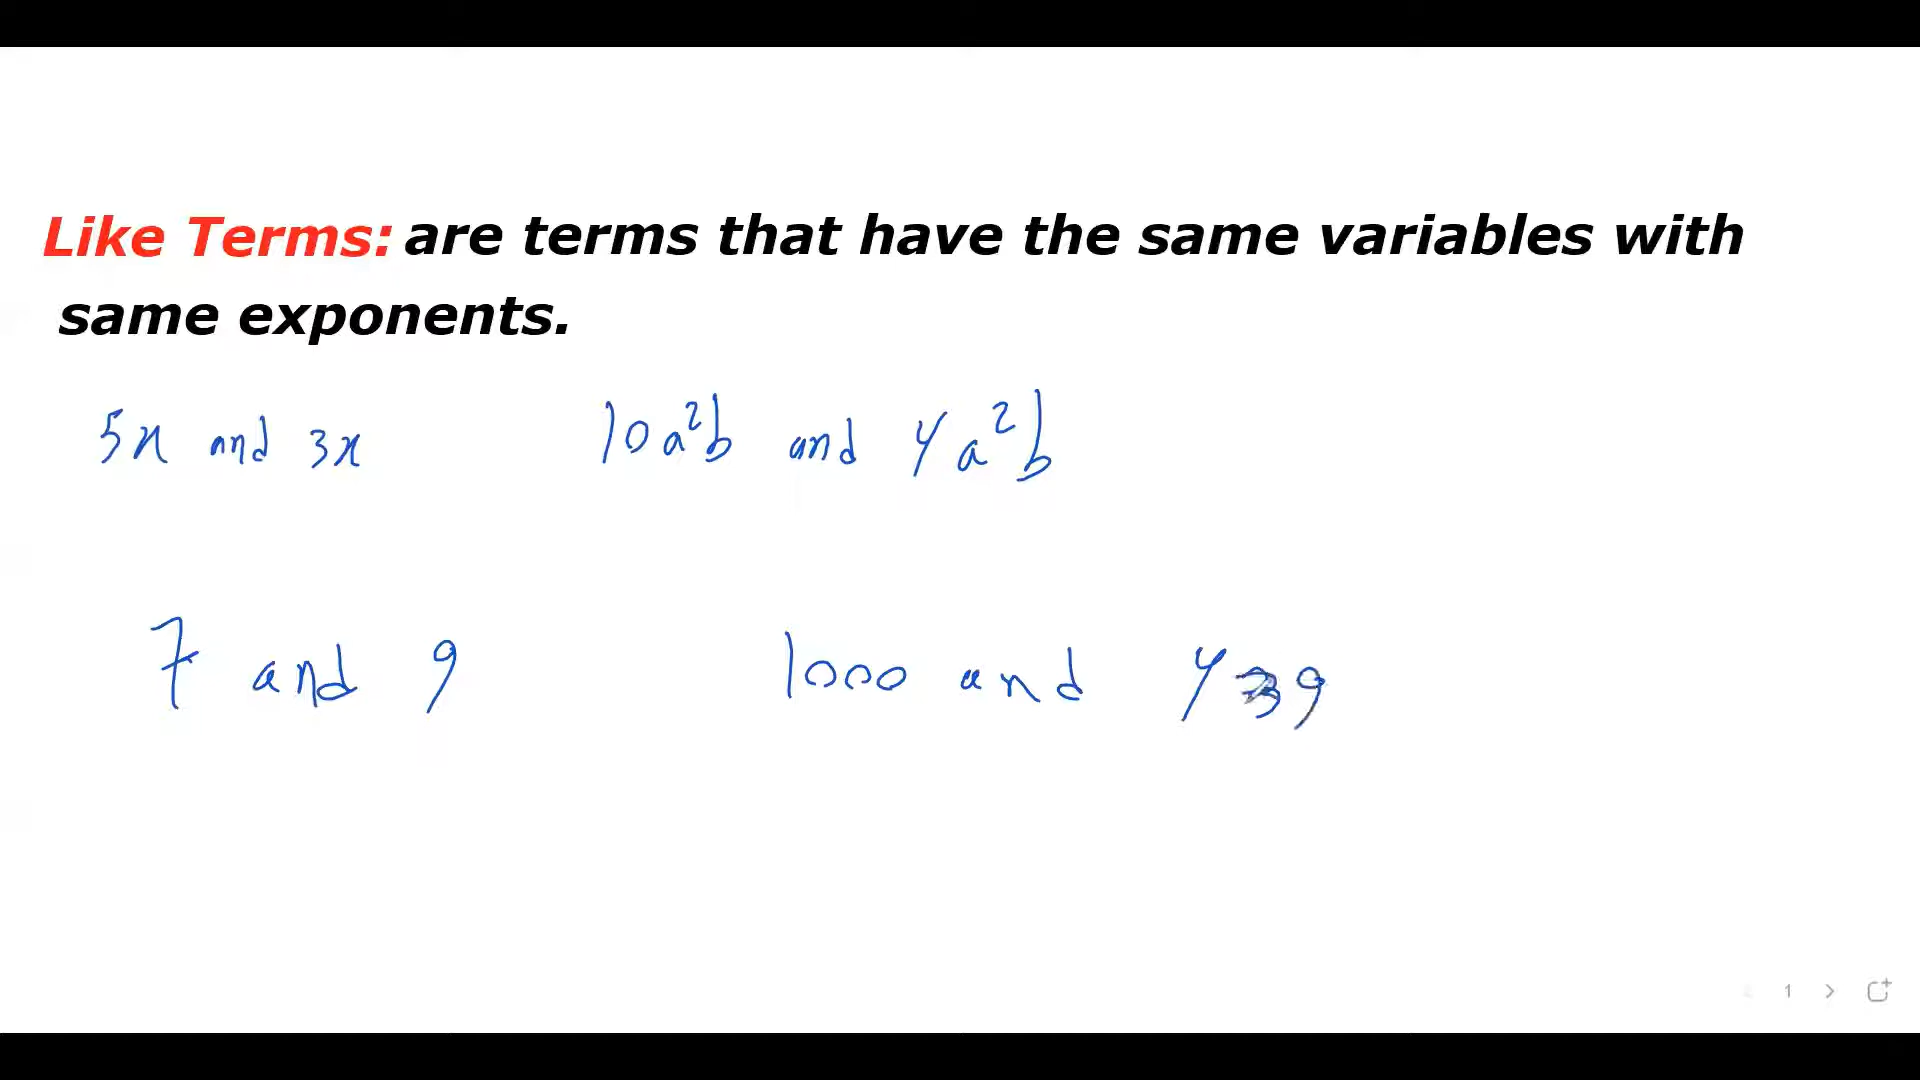 Like Terms: are terms that have the same variables with
same exponents.
5x and 3x 10a²b and 4a²b
7 and 9 1000 and 439
1